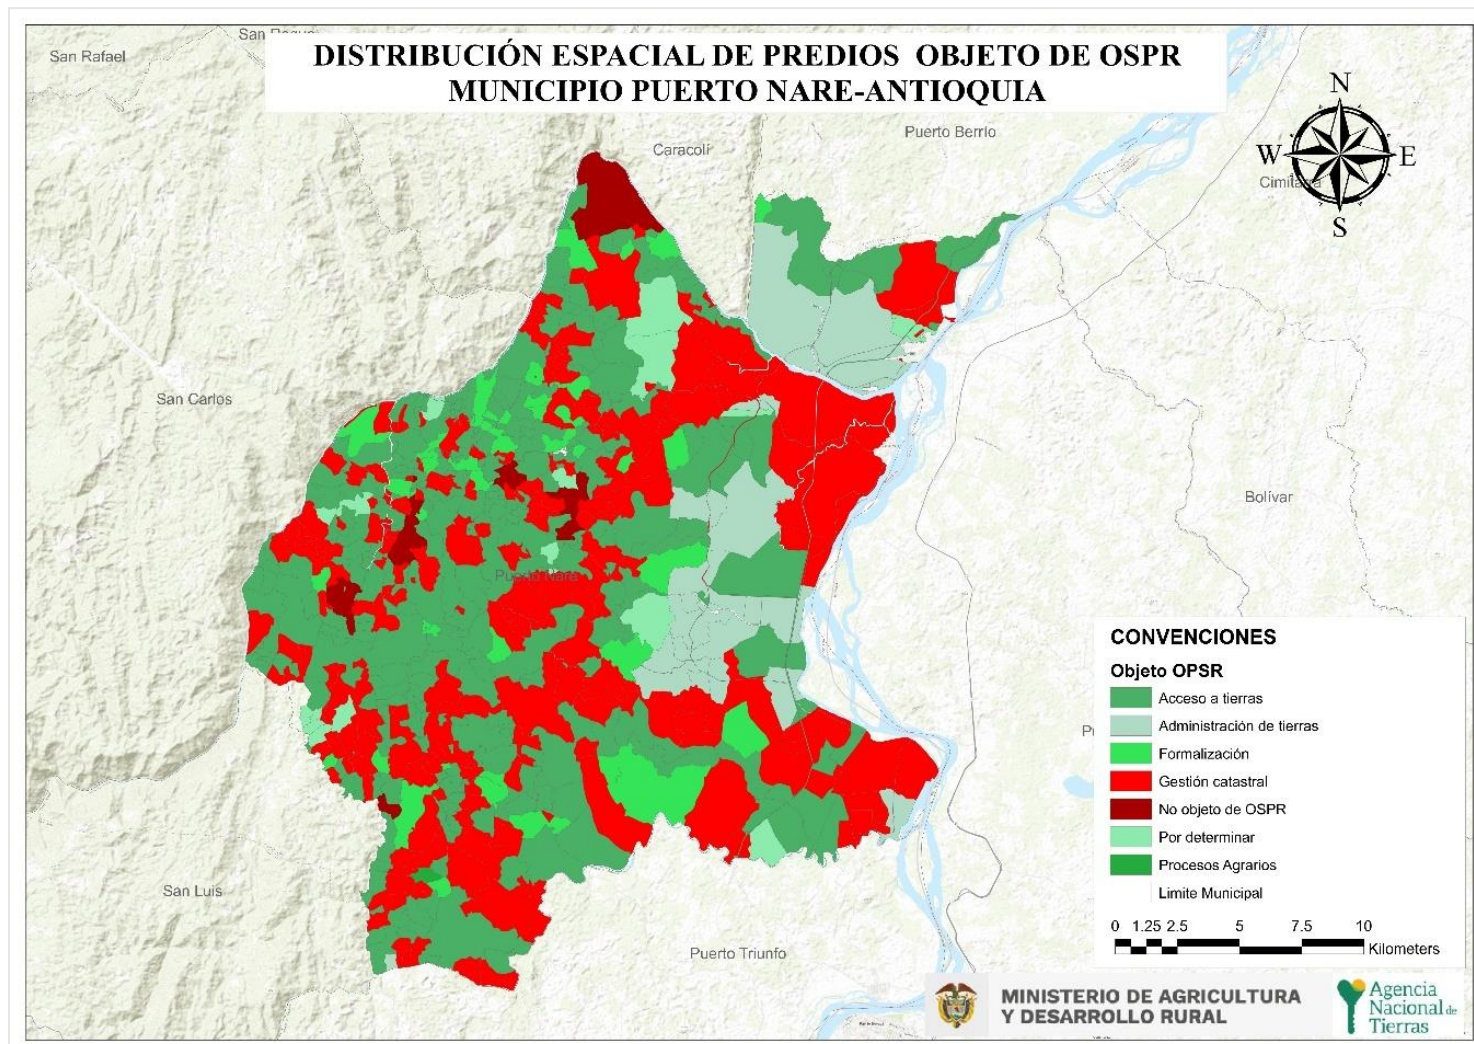 San Rafael
DISTRIBUCIÓN ESPACIAL DE PREDIOS OBJETO DE OSPR
MUNICIPIO PUERTO NARE-ANTIOQUIA
N
W E
S
Caracolí
Puerto Berrío
Cimitarra
San Carlos
Bolívar
Puerto Nare
San Luis
Puerto Triunfo
CONVENCIONES
Objeto OPSR
Acceso a tierras
Administración de tierras
Formalización
Gestión catastral
No objeto de OSPR
Por determinar
Procesos Agrarios
Limite Municipal
0 1.25 2.5 5 7.5 10
Kilometers
MINISTERIO DE AGRICULTURA
Y DESARROLLO RURAL
Agencia
Nacional de
Tierras